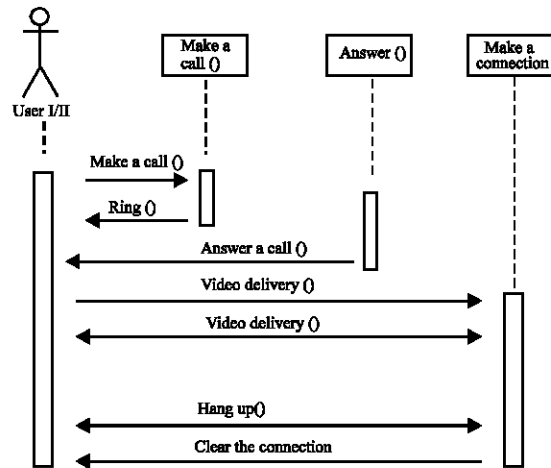 Make a
call ()
Answer ()
Make a
connection
User I/II
Make a call ()
Ring ()
Answer a call ()
Video delivery ()
Video delivery ()
Hang up()
Clear the connection